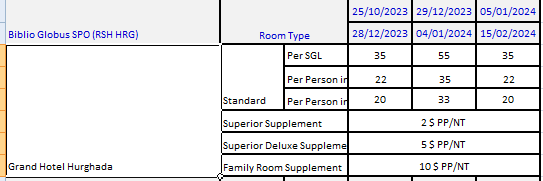 25/10/2023 29/12/2023 05/01/2024
Biblio Globus SPO (RSH HRG) Room Type 28/12/2023 04/01/2024 15/02/2024
Per SGL 35 55 35
Per Person in 22 35 22
Standard Per Person in 20 33 20
Superior Supplement 2 $ PP/NT
Superior Deluxe Suppleme 5 $ PP/NT
Grand Hotel Hurghada Family Room Supplement 10 $ PP/NT